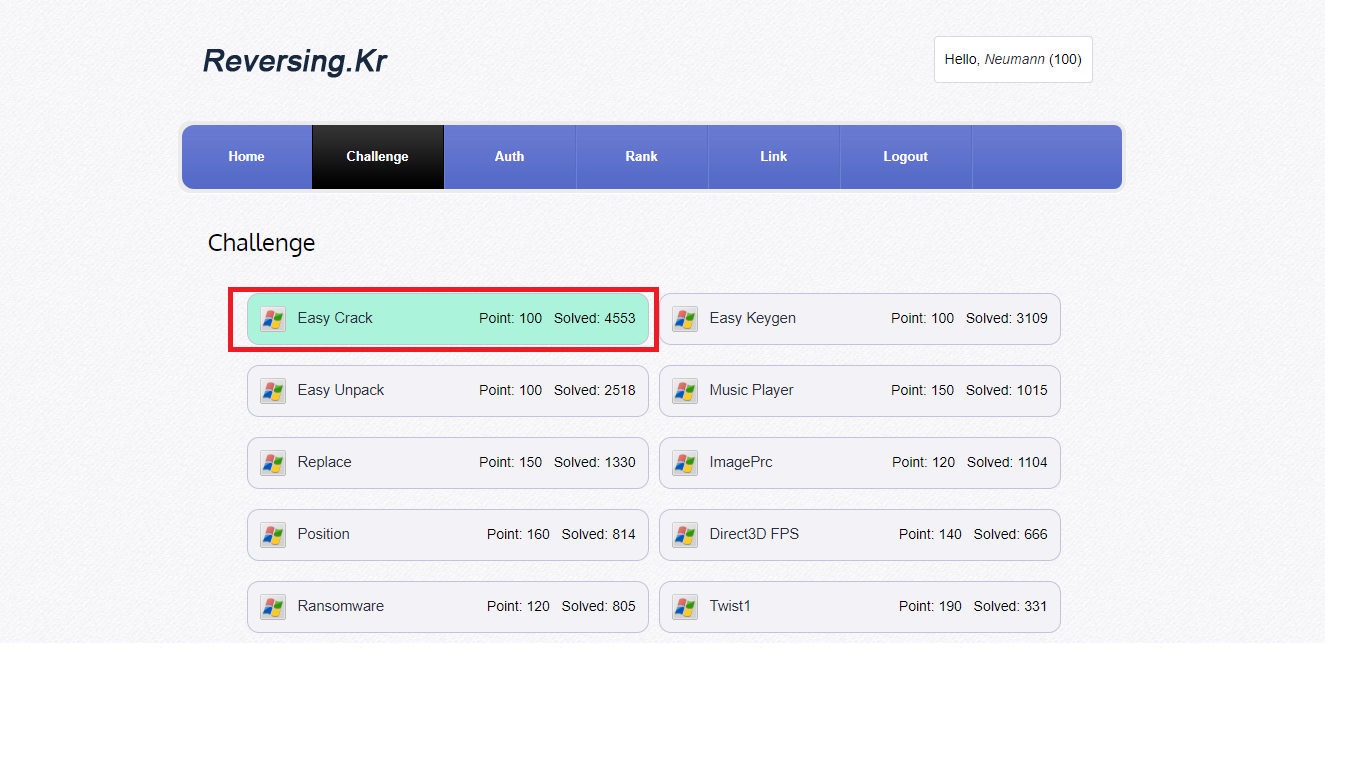 Reversing.Kr
Hello, Neumann (100)
Home Challenge Auth Rank Link Logout
Challenge
Easy Crack Point: 100 Solved: 4553
Easy Keygen Point: 100 Solved: 3109
Easy Unpack Point: 100 Solved: 2518
Music Player Point: 150 Solved: 1015
Replace Point: 150 Solved: 1330
ImagePrc Point: 120 Solved: 1104
Position Point: 160 Solved: 814
Direct3D FPS Point: 140 Solved: 666
Ransomware Point: 120 Solved: 805
Twist1 Point: 190 Solved: 331